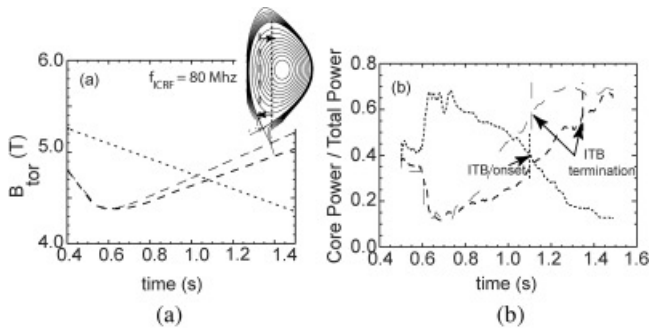 (a)
f ICRF = 80 Mhz
6.0
5.0
4.0
B tor (T)
0.4 0.6 0.8 1.0 1.2 1.4
time (s)
(a)
(b)
0.8
0.6
0.4
0.2
0.0
Core Power / Total Power
ITB onset
ITB
termination
0.4 0.6 0.8 1.0 1.2 1.4 1.6
time (s)
(b)